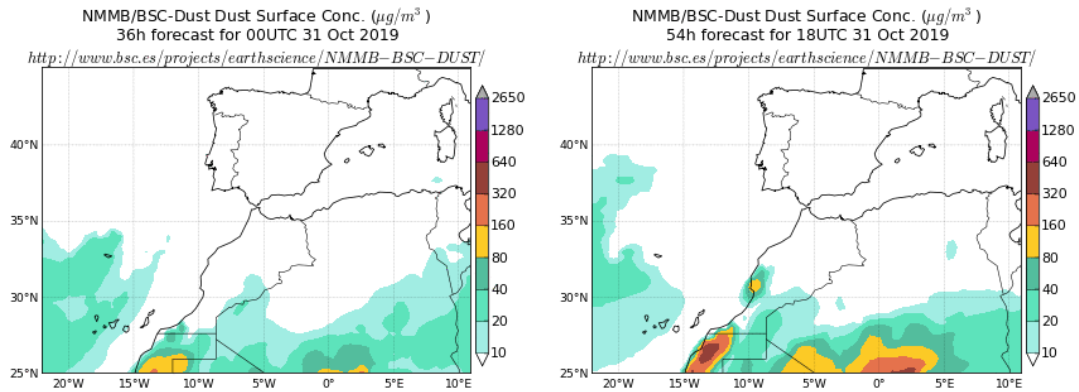 NMMB/BSC-Dust Dust Surface Conc. (µg/m³)
36h forecast for 00UTC 31 Oct 2019
http://www.bsc.es/projects/earthscience/NMMB−BSC−DUST/
2650
1280
640
320
160
80
40
20
10
40°N
35°N
30°N
25°N
20°W
15°W
10°W
5°W
0°
5°E
10°E
NMMB/BSC-Dust Dust Surface Conc. (µg/m³)
54h forecast for 18UTC 31 Oct 2019
http://www.bsc.es/projects/earthscience/NMMB−BSC−DUST/
2650
1280
640
320
160
80
40
20
10
40°N
35°N
30°N
25°N
20°W
15°W
10°W
5°W
0°
5°E
10°E